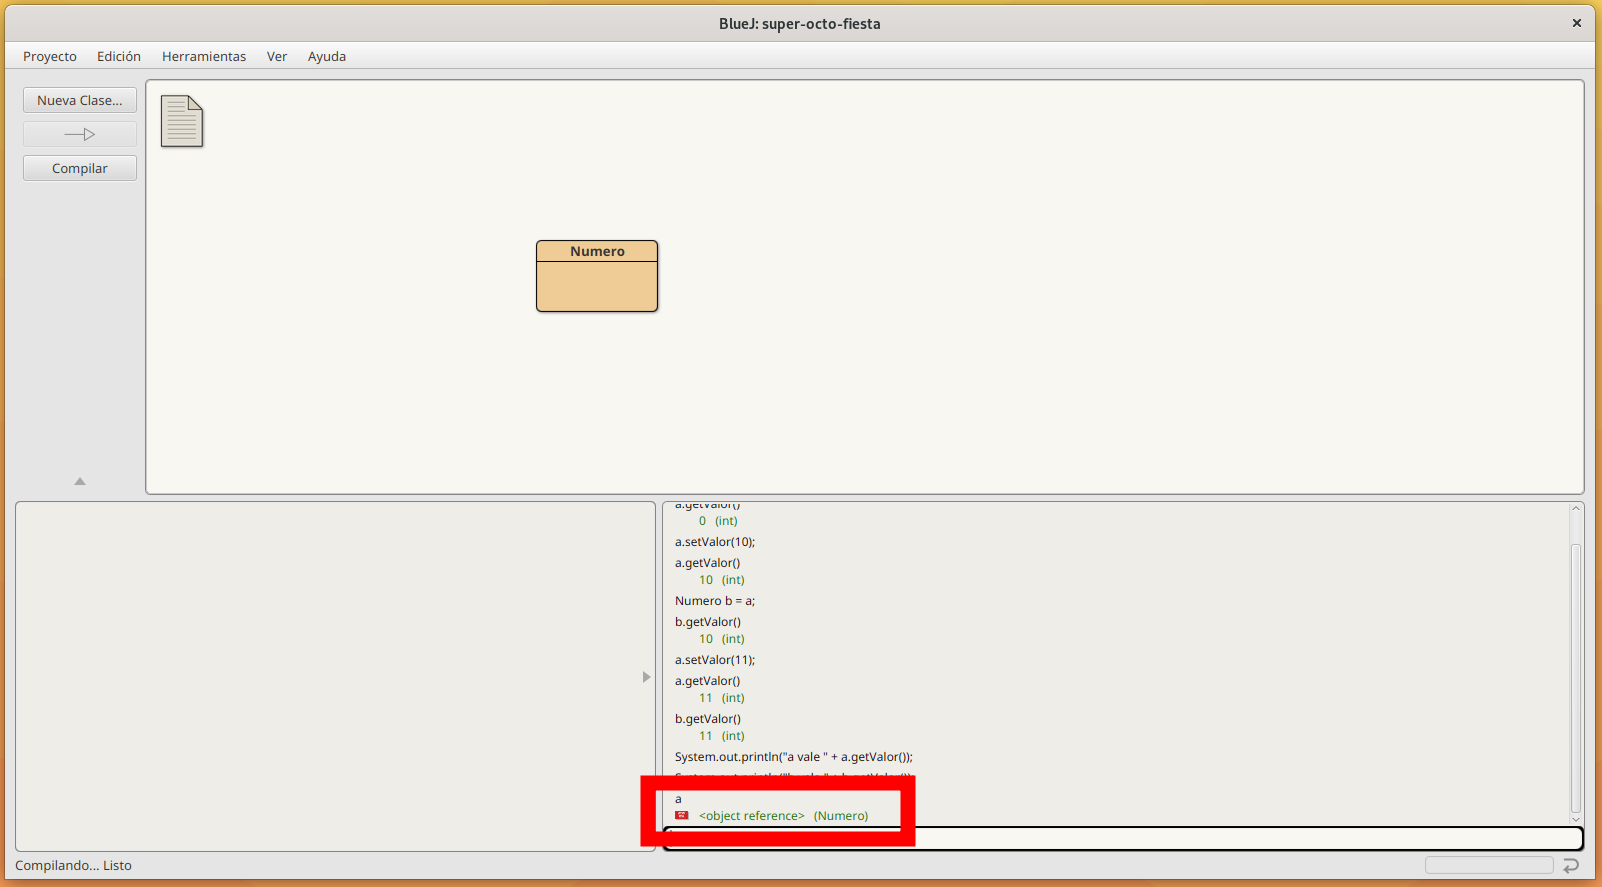 BlueJ: super-octo-fiesta
Proyecto Edición Herramientas Ver Ayuda
Nueva Clase...
Compilar
Numero
a.getValor()
0 (int)
a.setValor(10);
a.getValor()
10 (int)
Numero b = a;
b.getValor()
10 (int)
a.setValor(11);
a.getValor()
11 (int)
b.getValor()
11 (int)
System.out.println("a vale " + a.getValor());
a
<object reference> (Numero)
Compilando... Listo